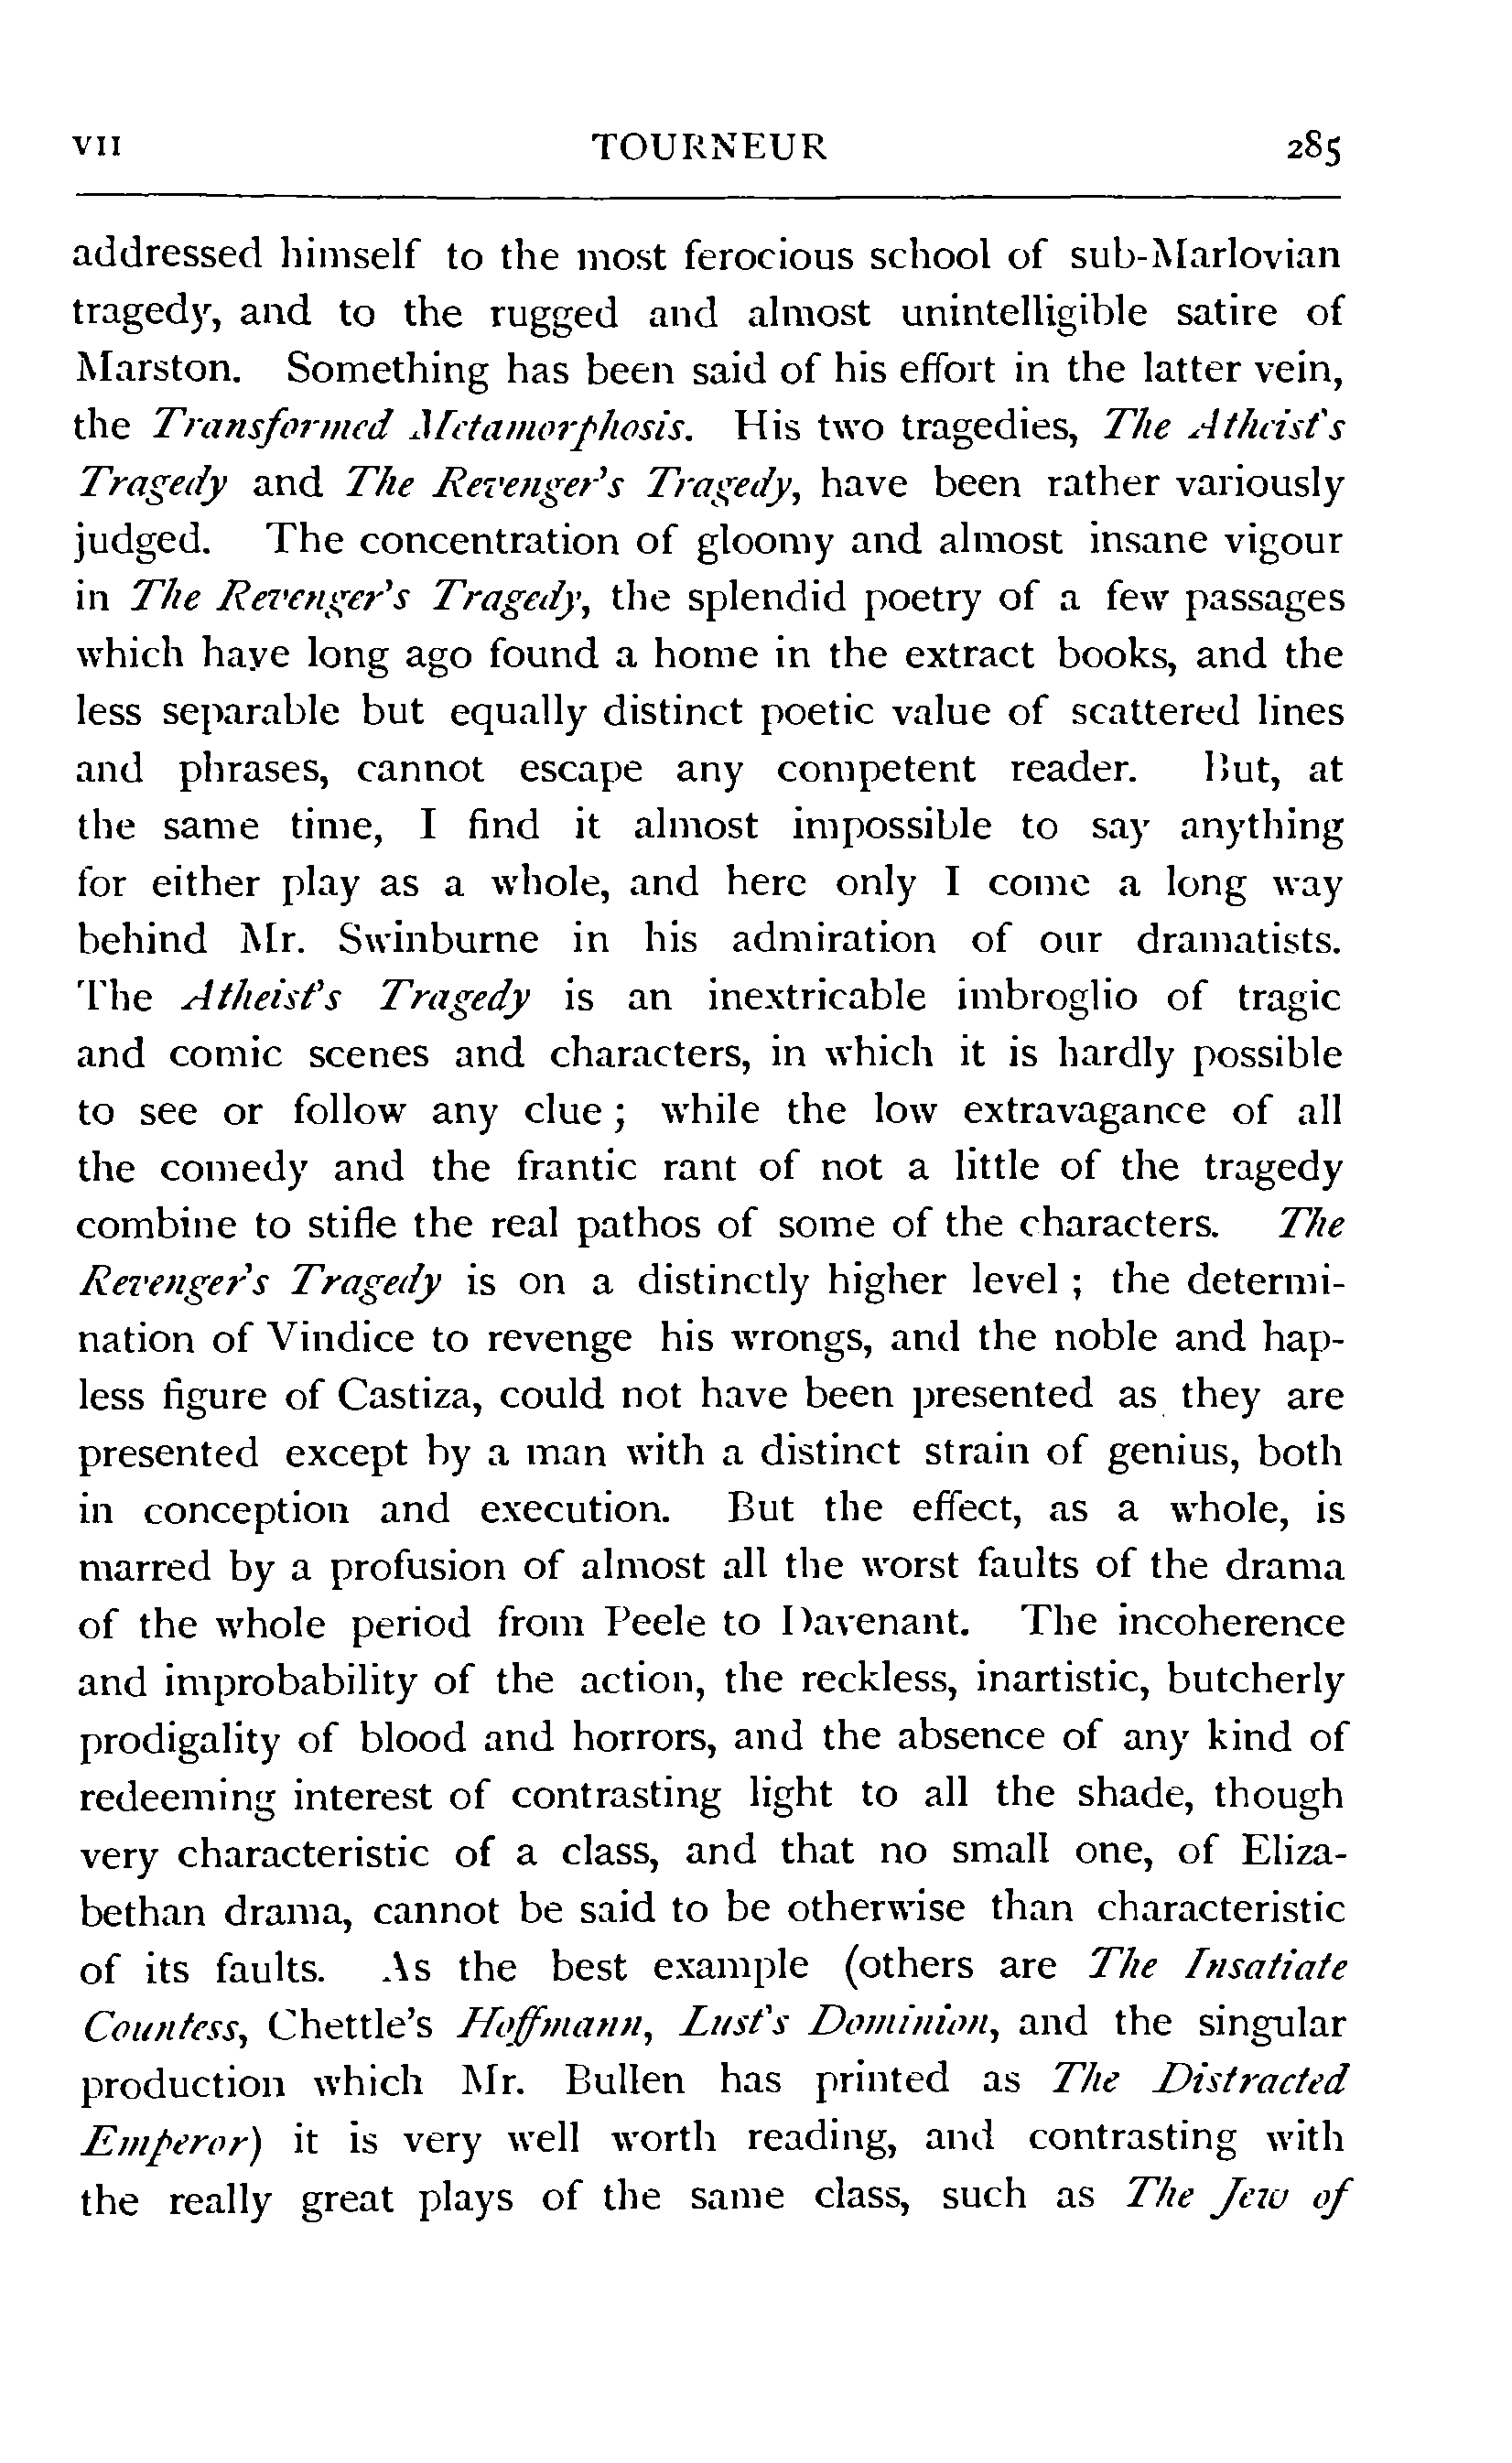 VII TOURNEUR 285
addressed himself to the most ferocious school of sub-Marlovian
tragedy, and to the rugged and almost unintelligible satire of
Marston. Something has been said of his effort in the latter vein,
the Transformed Metamorphosis. His two tragedies, The Atheist's
Tragedy and The Revenger's Tragedy, have been rather variously
judged. The concentration of gloomy and almost insane vigour
in The Revenger's Tragedy, the splendid poetry of a few passages
which have long ago found a home in the extract books, and the
less separable but equally distinct poetic value of scattered lines
and phrases, cannot escape any competent reader. But, at
the same time, I find it almost impossible to say anything
for either play as a whole, and here only I come a long way
behind Mr. Swinburne in his admiration of our dramatists.
The Atheist's Tragedy is an inextricable imbroglio of tragic
and comic scenes and characters, in which it is hardly possible
to see or follow any clue; while the low extravagance of all
the comedy and the frantic rant of not a little of the tragedy
combine to stifle the real pathos of some of the characters. The
Revenger's Tragedy is on a distinctly higher level; the determi-
nation of Vindice to revenge his wrongs, and the noble and hap-
less figure of Castiza, could not have been presented as they are
presented except by a man with a distinct strain of genius, both
in conception and execution. But the effect, as a whole, is
marred by a profusion of almost all the worst faults of the drama
of the whole period from Peele to Davenant. The incoherence
and improbability of the action, the reckless, inartistic, butcherly
prodigality of blood and horrors, and the absence of any kind of
redeeming interest of contrasting light to all the shade, though
very characteristic of a class, and that no small one, of Eliza-
bethan drama, cannot be said to be otherwise than characteristic
of its faults. As the best example (others are The Insatiate
Countess, Chettle's Hoffmann, Lust's Dominion, and the singular
production which Mr. Bullen has printed as The Distracted
Emperor) it is very well worth reading, and contrasting with
the really great plays of the same class, such as The Jew of